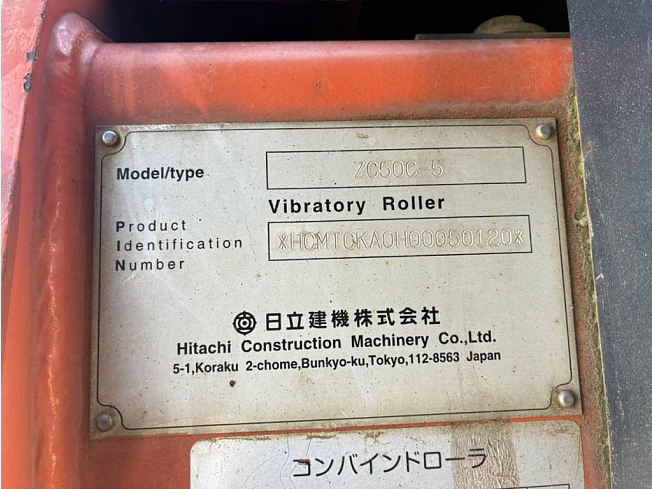 Model/type ZC50C-5
Vibratory Roller
Product
Identification
Number
*HCMTCKA0H00050120*
日立建機株式会社
Hitachi Construction Machinery Co.,Ltd.
5-1,Koraku 2-chome,Bunkyo-ku,Tokyo,112-8563 Japan
コンバインドローラ